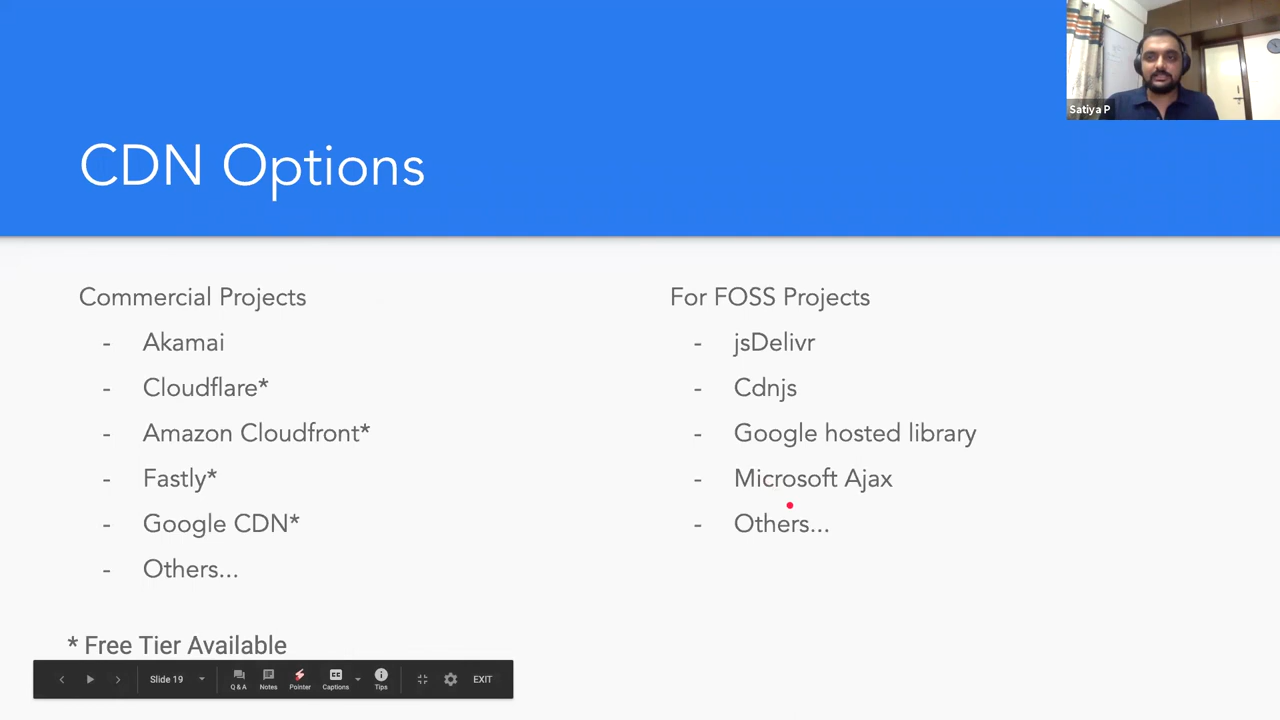 Satiya P
CDN Options
Commercial Projects
- Akamai
- Cloudflare*
- Amazon Cloudfront*
- Fastly*
- Google CDN*
- Others...
* Free Tier Available
For FOSS Projects
- jsDelivr
- Cdnjs
- Google hosted library
- Microsoft Ajax
- Others...
Slide 19
Q & A
Notes
Pointer
CC
Captions
Tips
EXIT